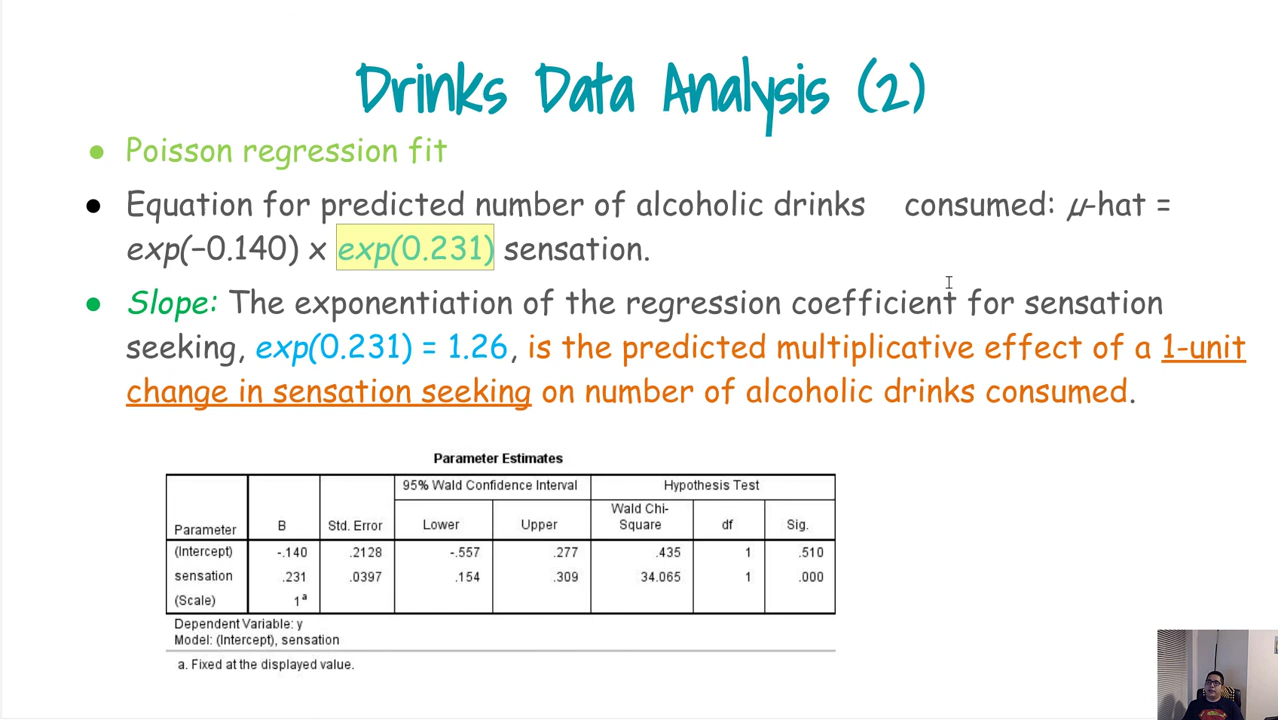 Drinks Data Analysis (2)
● Poisson regression fit
● Equation for predicted number of alcoholic drinks consumed: μ-hat =
exp(−0.140) x exp(0.231) sensation.
● Slope: The exponentiation of the regression coefficient for sensation
seeking, exp(0.231) = 1.26, is the predicted multiplicative effect of a 1-unit
change in sensation seeking on number of alcoholic drinks consumed.
Parameter Estimates
95% Wald Confidence Interval Hypothesis Test
Parameter B Std. Error Lower Upper Wald Chi-
Square df Sig.
(Intercept) -.140 .2128 -.557 .277 .435 1 .510
sensation .231 .0397 .154 .309 34.065 1 .000
(Scale) 1ª
Dependent Variable: y
Model: (Intercept), sensation
a. Fixed at the displayed value.